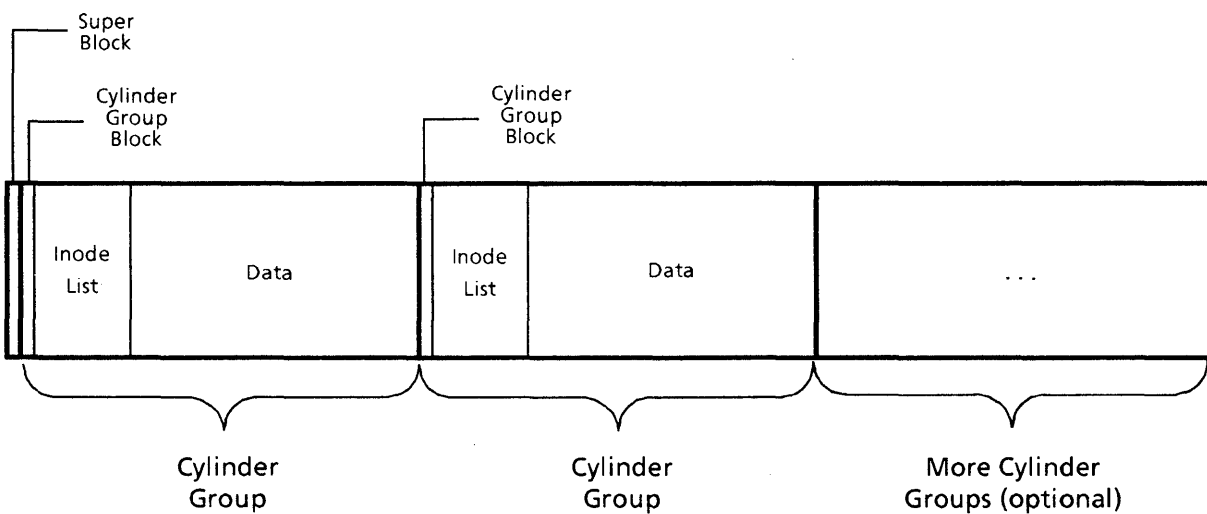 Super
Block
Cylinder
Group
Block
Cylinder
Group
Block
Inode
List
Data
Inode
List
Data
...
Cylinder
Group
Cylinder
Group
More Cylinder
Groups (optional)